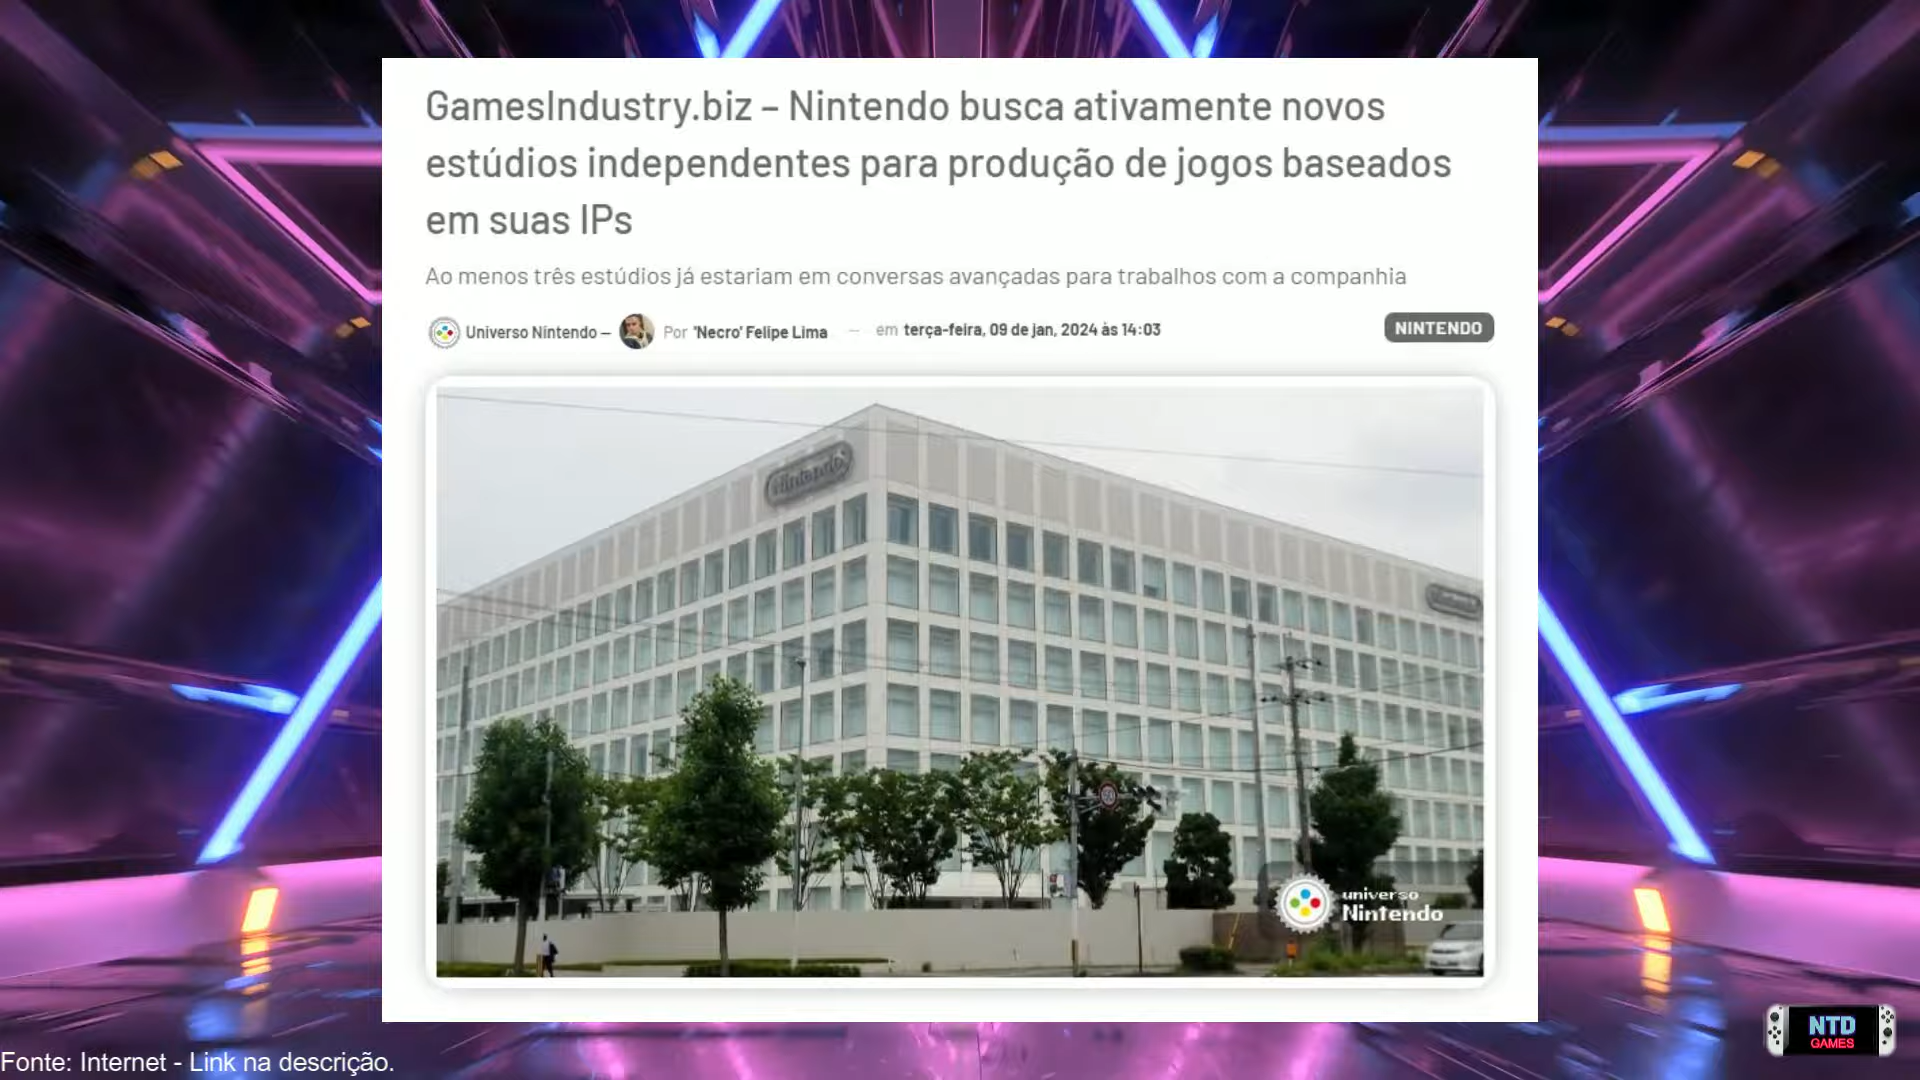 GamesIndustry.biz – Nintendo busca ativamente novos
estúdios independentes para produção de jogos baseados
em suas IPs
Ao menos três estúdios já estariam em conversas avançadas para trabalhos com a companhia
Universo Nintendo – Por 'Necro' Felipe Lima — em terça-feira, 09 de jan, 2024 às 14:03
NINTENDO
Nintendo
Nintendo
universo
Nintendo
NTD
GAMES
Fonte: Internet - Link na descrição.